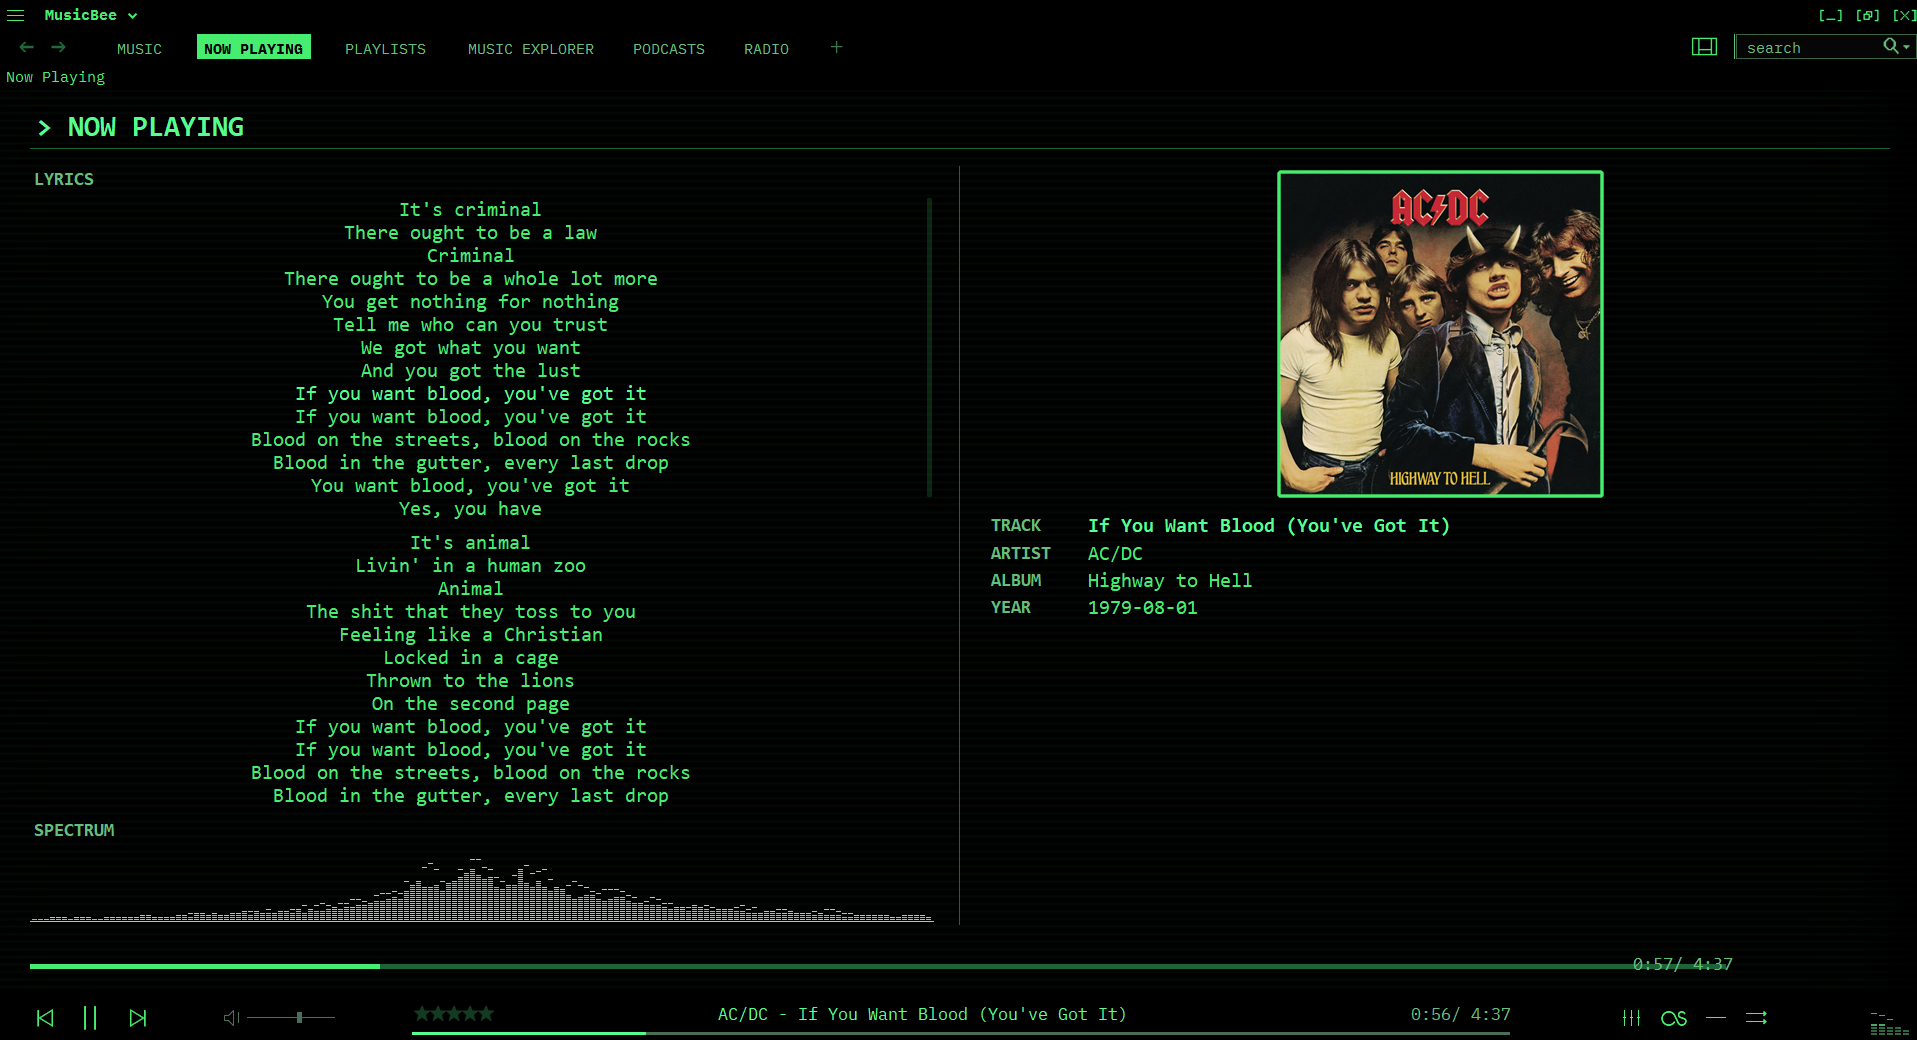 MusicBee
MUSIC
NOW PLAYING
PLAYLISTS
MUSIC EXPLORER
PODCASTS
RADIO
search
Now Playing
> NOW PLAYING
LYRICS
It's criminal
There ought to be a law
Criminal
There ought to be a whole lot more
You get nothing for nothing
Tell me who can you trust
We got what you want
And you got the lust
If you want blood, you've got it
If you want blood, you've got it
Blood on the streets, blood on the rocks
Blood in the gutter, every last drop
You want blood, you've got it
Yes, you have
It's animal
Livin' in a human zoo
Animal
The shit that they toss to you
Feeling like a Christian
Locked in a cage
Thrown to the lions
On the second page
If you want blood, you've got it
If you want blood, you've got it
Blood on the streets, blood on the rocks
Blood in the gutter, every last drop
SPECTRUM
AC/DC
HIGHWAY TO HELL
TRACK If You Want Blood (You've Got It)
ARTIST AC/DC
ALBUM Highway to Hell
YEAR 1979-08-01
0:57/ 4:37
AC/DC - If You Want Blood (You've Got It)
0:56/ 4:37